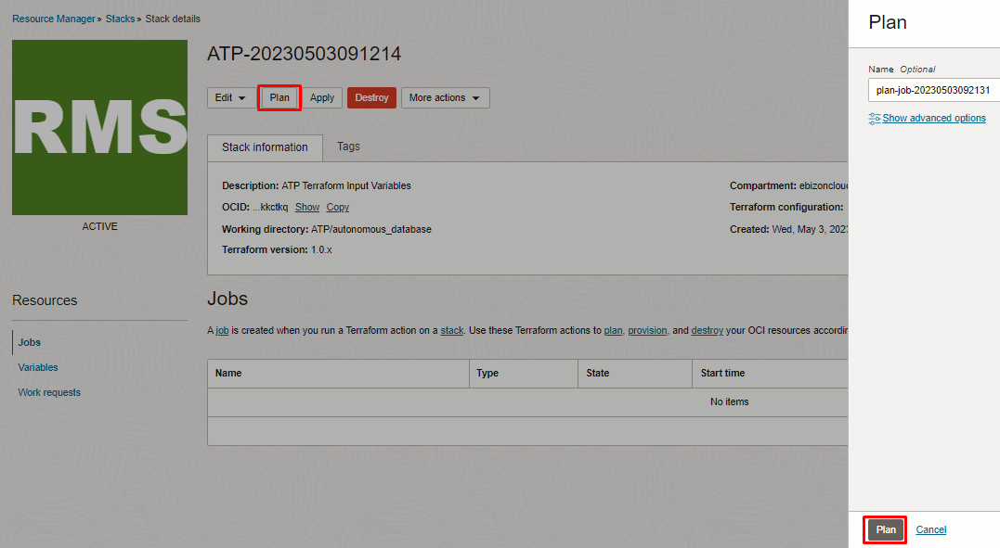 Resource Manager » Stacks » Stack details
RMS
ACTIVE
ATP-20230503091214
Edit Plan Apply Destroy More actions
Stack information Tags
Description: ATP Terraform Input Variables
OCID: ...kkctkq Show Copy
Working directory: ATP/autonomous_database
Terraform version: 1.0.x
Compartment: ebizoncloud
Terraform configuration:
Created: Wed, May 3, 202
Resources
Jobs
Variables
Work requests
Jobs
A job is created when you run a Terraform action on a stack. Use these Terraform actions to plan, provision, and destroy your OCI resources accordin
Name Type State Start time
No items
Plan
Name Optional
plan-job-20230503092131
Show advanced options
Plan Cancel